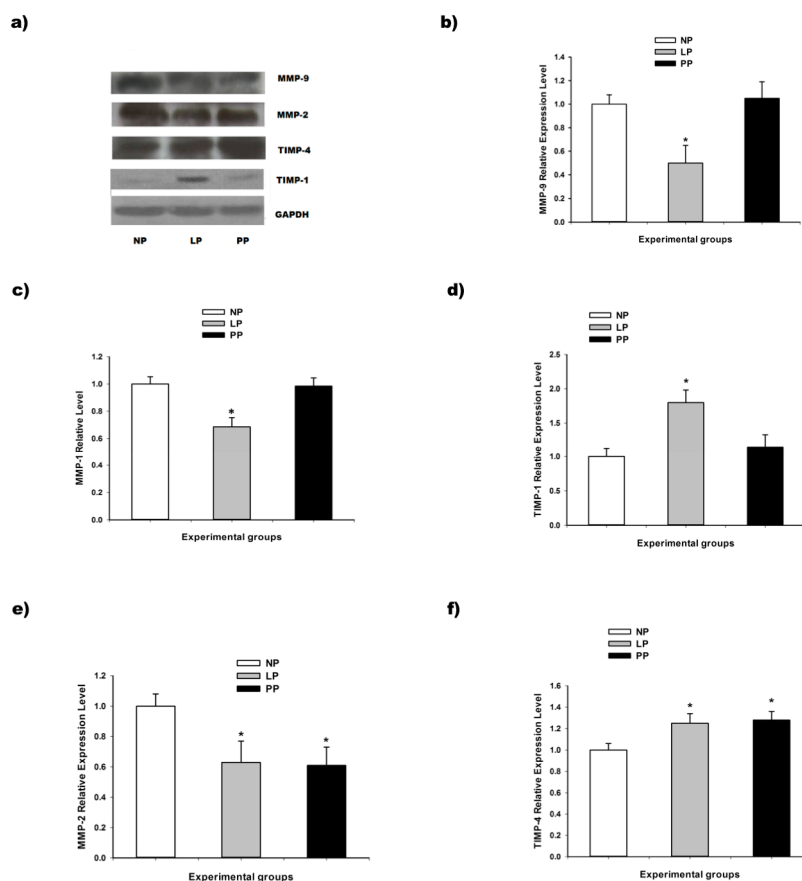 a)
MMP-9
MMP-2
TIMP-4
TIMP-1
GAPDH
NP LP PP
b)
NP
LP
PP
MMP-9 Relative Expression Level
1.4
1.2
1.0
0.8
0.6
0.4
0.2
0.0
*
Experimental groups
c)
NP
LP
PP
MMP-1 Relative Level
1.2
1.0
0.8
0.6
0.4
0.2
0.0
*
Experimental groups
d)
NP
LP
PP
TIMP-1 Relative Expression Level
2.5
2.0
1.5
1.0
0.5
0.0
*
Experimental groups
e)
NP
LP
PP
MMP-2 Relative Expression Level
1.2
1.0
0.8
0.6
0.4
0.2
0.0
* *
Experimental groups
f)
NP
LP
PP
TIMP-4 Relative Expression Level
1.6
1.4
1.2
1.0
0.8
0.6
0.4
0.2
0.0
* *
Experimental groups